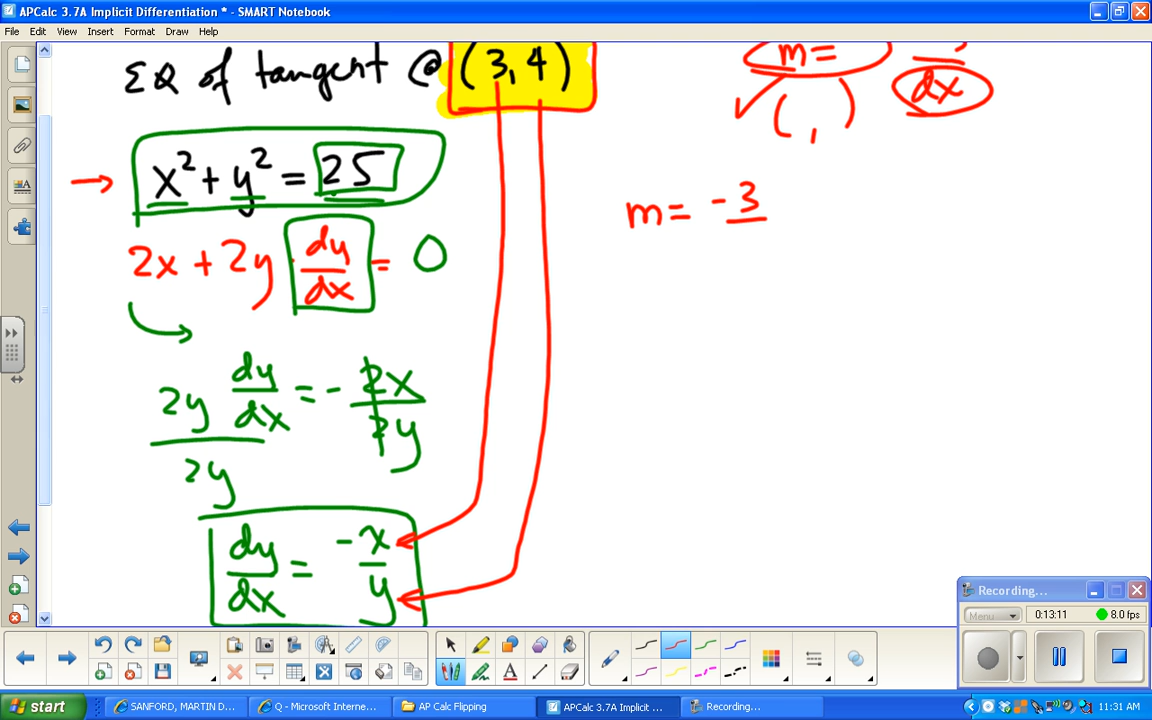 APCalc 3.7A Implicit Differentiation * - SMART Notebook
File Edit View Insert Format Draw Help
EQ of tangent @ (3, 4)
m =
dx
( , )
x² + y² = 25
m = -3
2x + 2y dy/dx = 0
2y dy/dx = - 2x/2y
2y
dy/dx = -x/y
Recording...
Menu
0:13:11
8.0 fps
start
SANFORD, MARTIN D...
Q - Microsoft Interne...
AP Calc Flipping
APCalc 3.7A Implicit ...
Recording...
11:31 AM